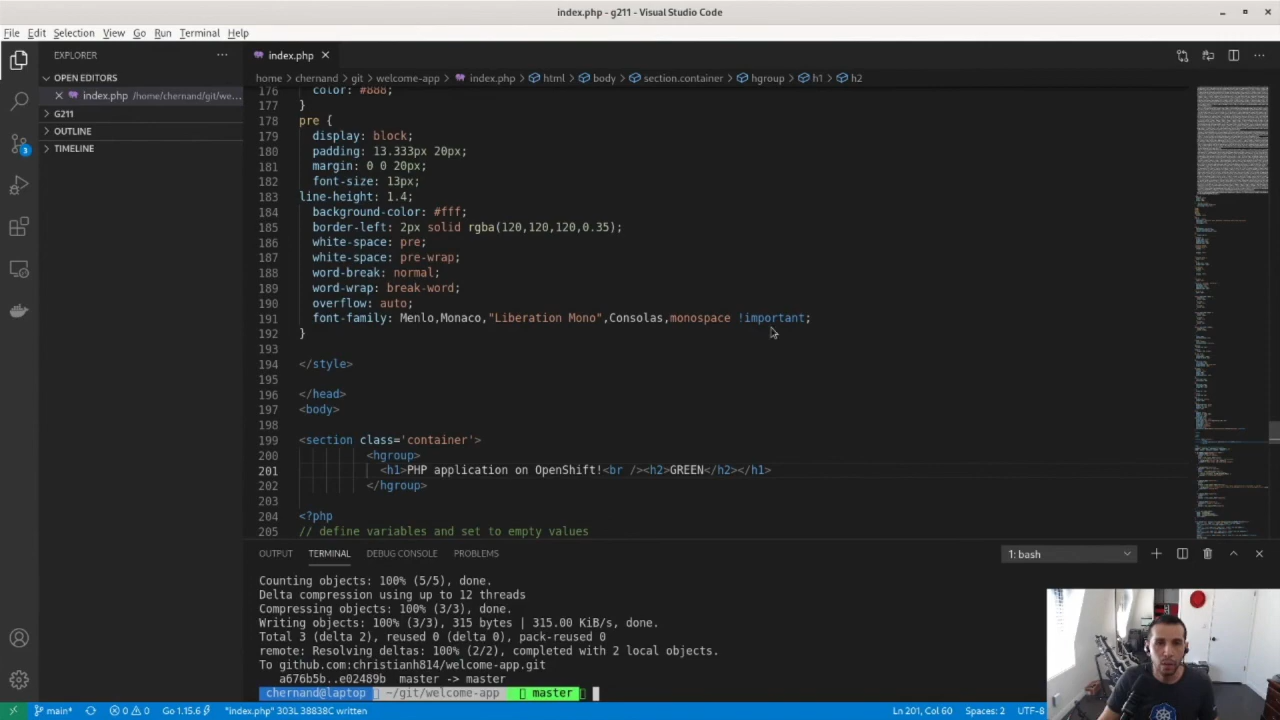 index.php - g211 - Visual Studio Code
File Edit Selection View Go Run Terminal Help
EXPLORER
OPEN EDITORS
index.php /home/chernand/git/we...
G211
OUTLINE
TIMELINE
3
index.php
home > chernand > git > welcome-app > index.php > html > body > section.container > hgroup > h1 > h2
176 color: #888;
177 }
178 pre {
179 display: block;
180 padding: 13.333px 20px;
181 margin: 0 0 20px;
182 font-size: 13px;
183 line-height: 1.4;
184 background-color: #fff;
185 border-left: 2px solid rgba(120,120,120,0.35);
186 white-space: pre;
187 white-space: pre-wrap;
188 word-break: normal;
189 word-wrap: break-word;
190 overflow: auto;
191 font-family: Menlo,Monaco,"Liberation Mono",Consolas,monospace !important;
192 }
193
194 </style>
195
196 </head>
197 <body>
198
199 <section class='container'>
200 <hgroup>
201 <h1>PHP application on OpenShift!<br /><h2>GREEN</h2></h1>
202 </hgroup>
203
204 <?php
205 // define variables and set to empty values
OUTPUT TERMINAL DEBUG CONSOLE PROBLEMS
1: bash
Counting objects: 100% (5/5), done.
Delta compression using up to 12 threads
Compressing objects: 100% (3/3), done.
Writing objects: 100% (3/3), 315 bytes | 315.00 KiB/s, done.
Total 3 (delta 2), reused 0 (delta 0), pack-reused 0
remote: Resolving deltas: 100% (2/2), completed with 2 local objects.
To github.com:christianh814/welcome-app.git
a676b5b..e02489b master -> master
chernand@laptop ~/git/welcome-app master
main* 0 0 Go 1.15.6 "index.php" 303L 38838C written
Ln 201, Col 60 Spaces: 2 UTF-8